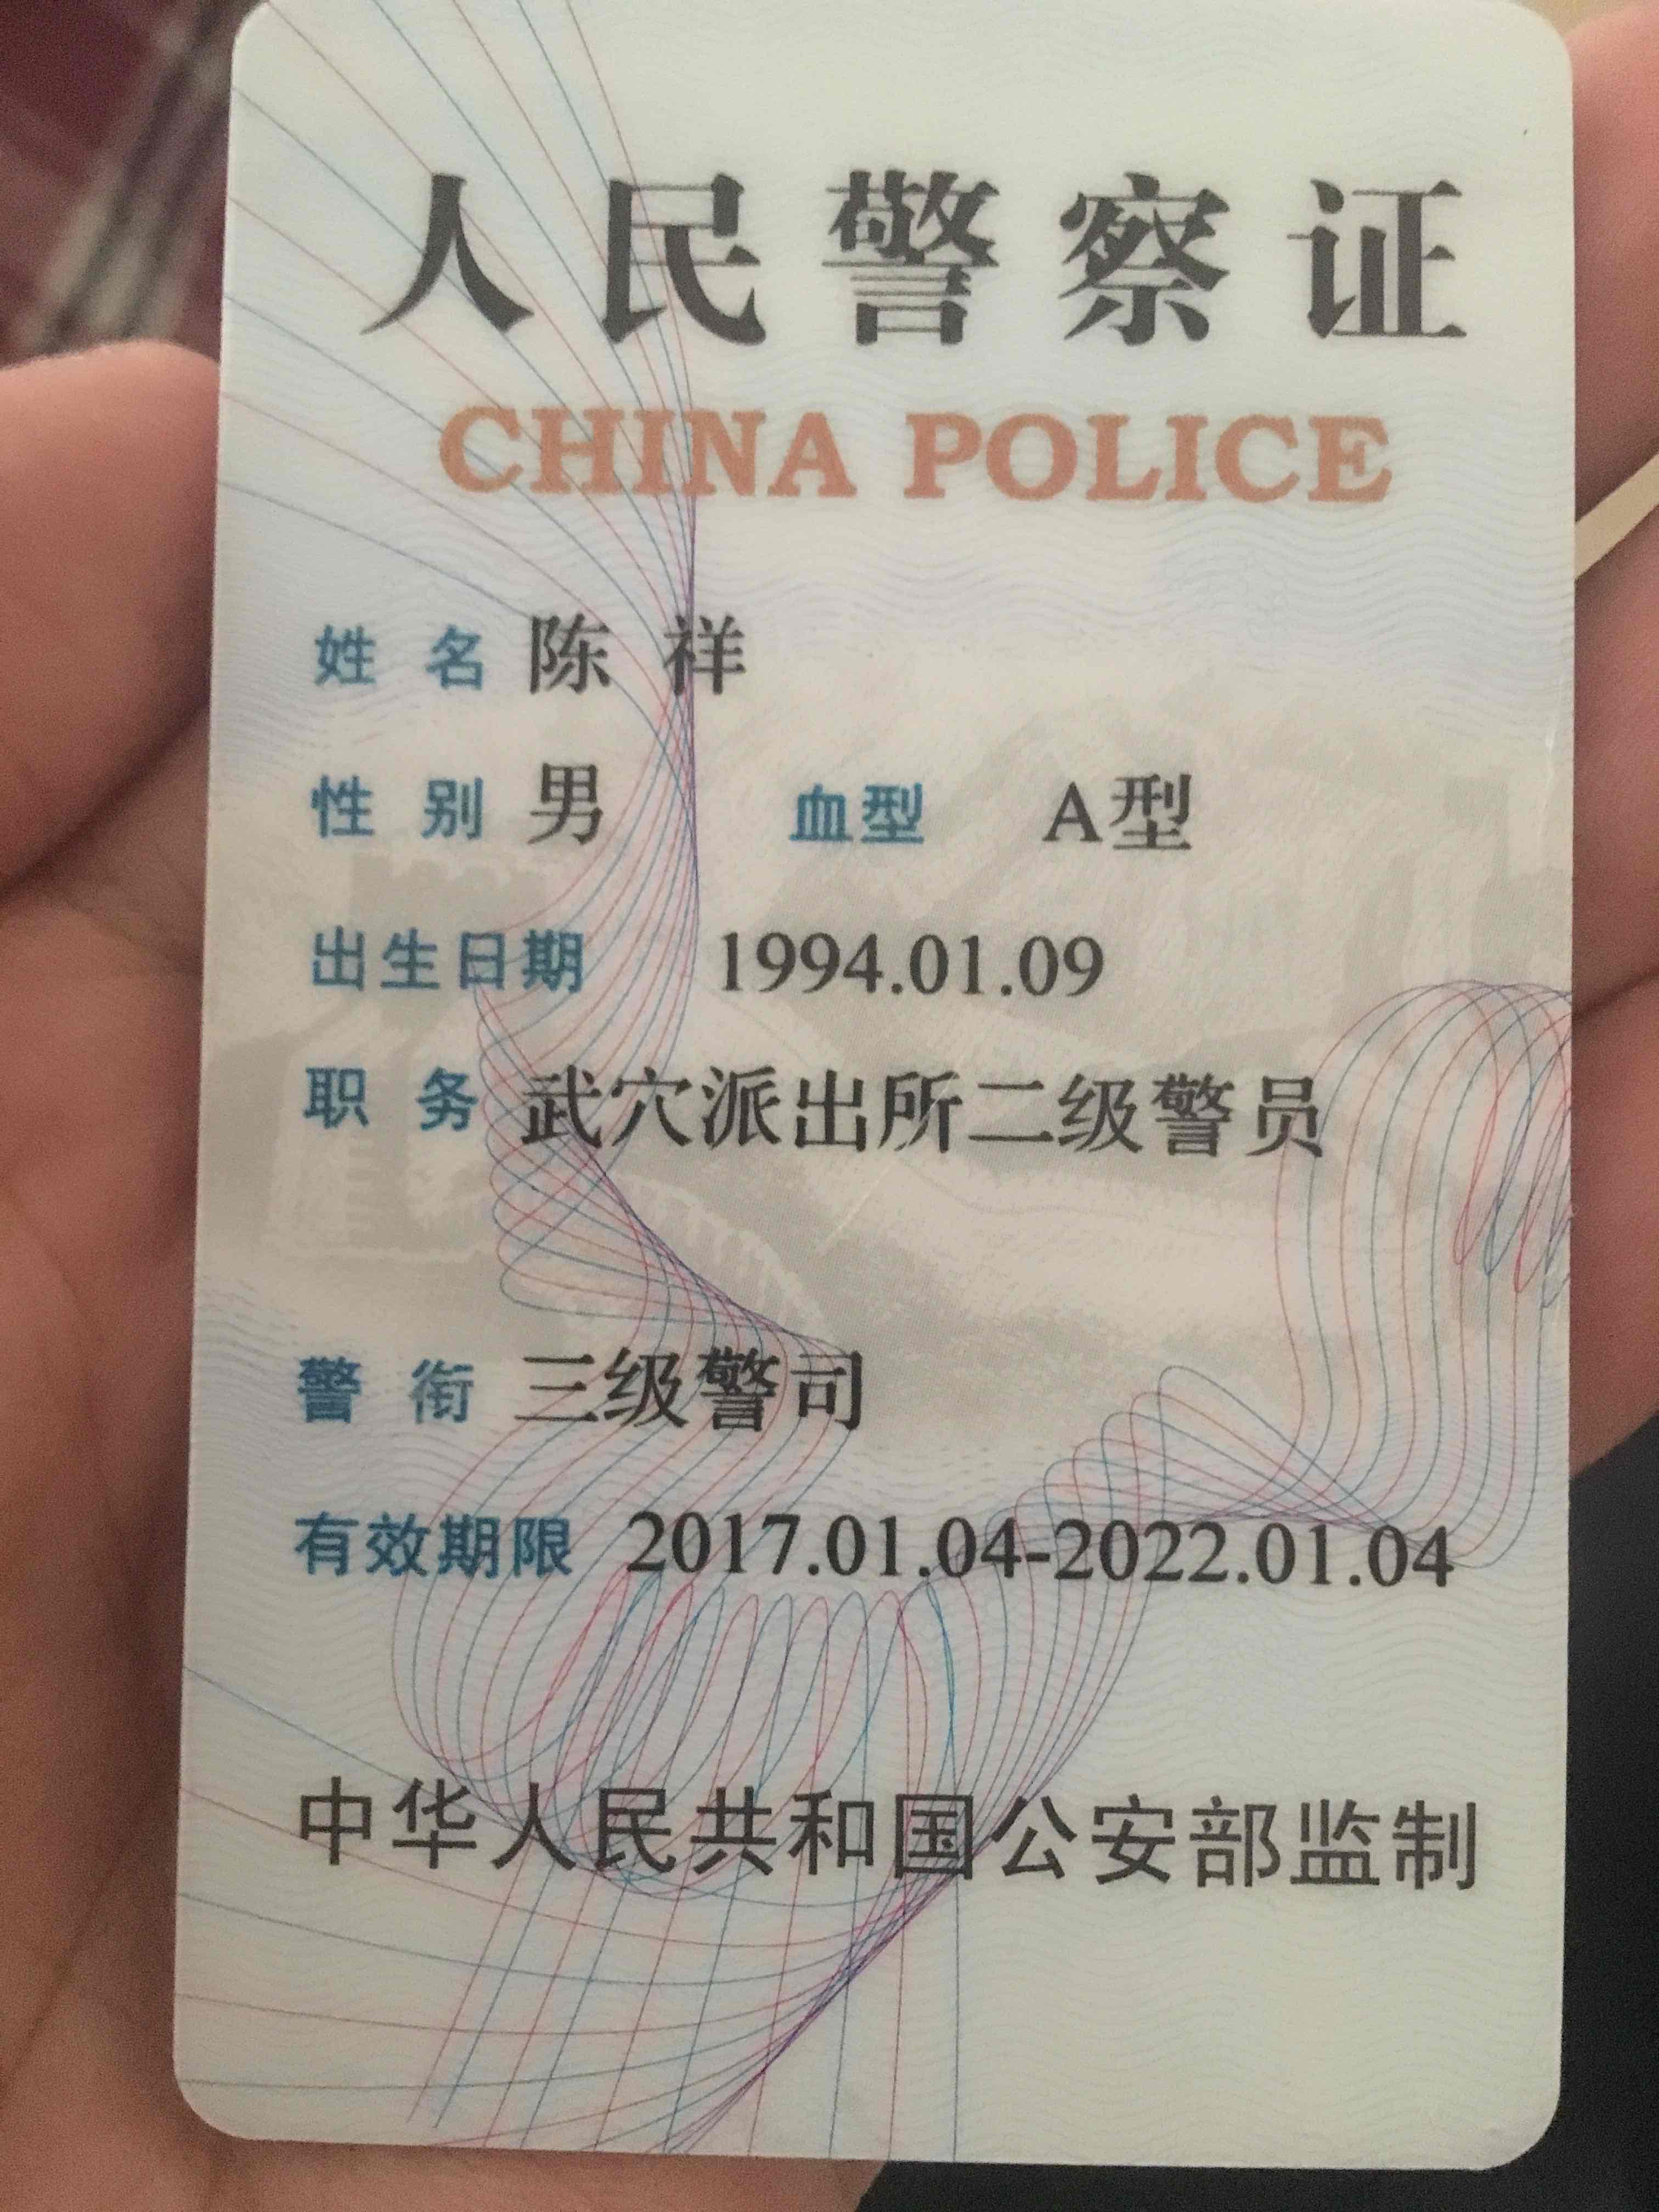 人民警察证
CHINA POLICE
姓 名 陈 祥
性 别 男 血型 A型
出生日期 1994.01.09
职 务 武穴派出所二级警员
警 衔 三级警司
有效期限 2017.01.04-2022.01.04
中华人民共和国公安部监制